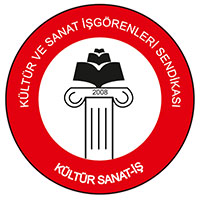 KÜLTÜR VE SANAT İŞGÖRENLERİ SENDİKASI
2008
KÜLTÜR SANAT-İŞ